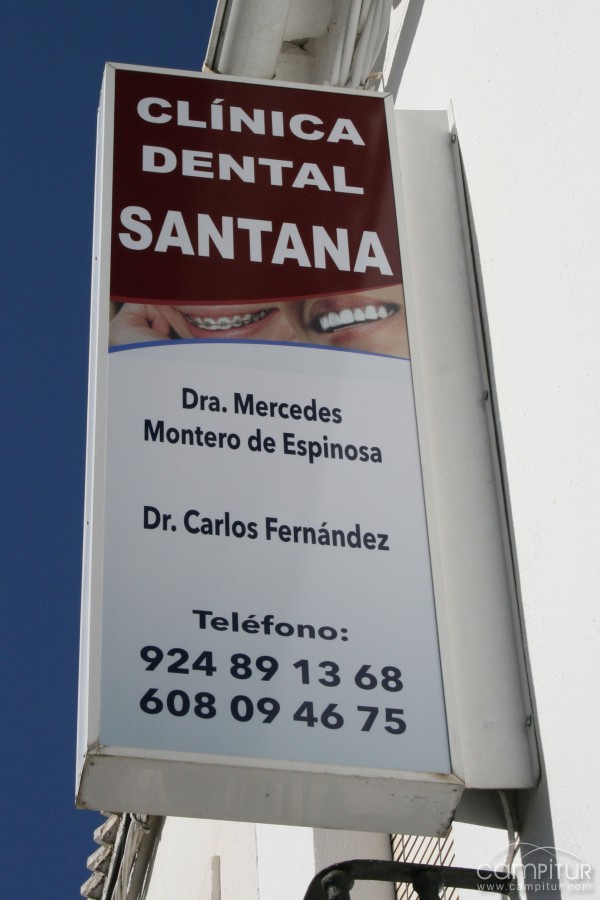 CLÍNICA
DENTAL
SANTANA
Dra. Mercedes
Montero de Espinosa
Dr. Carlos Fernández
Teléfono:
924 89 13 68
608 09 46 75
CAMPITUR
www.campitur.com